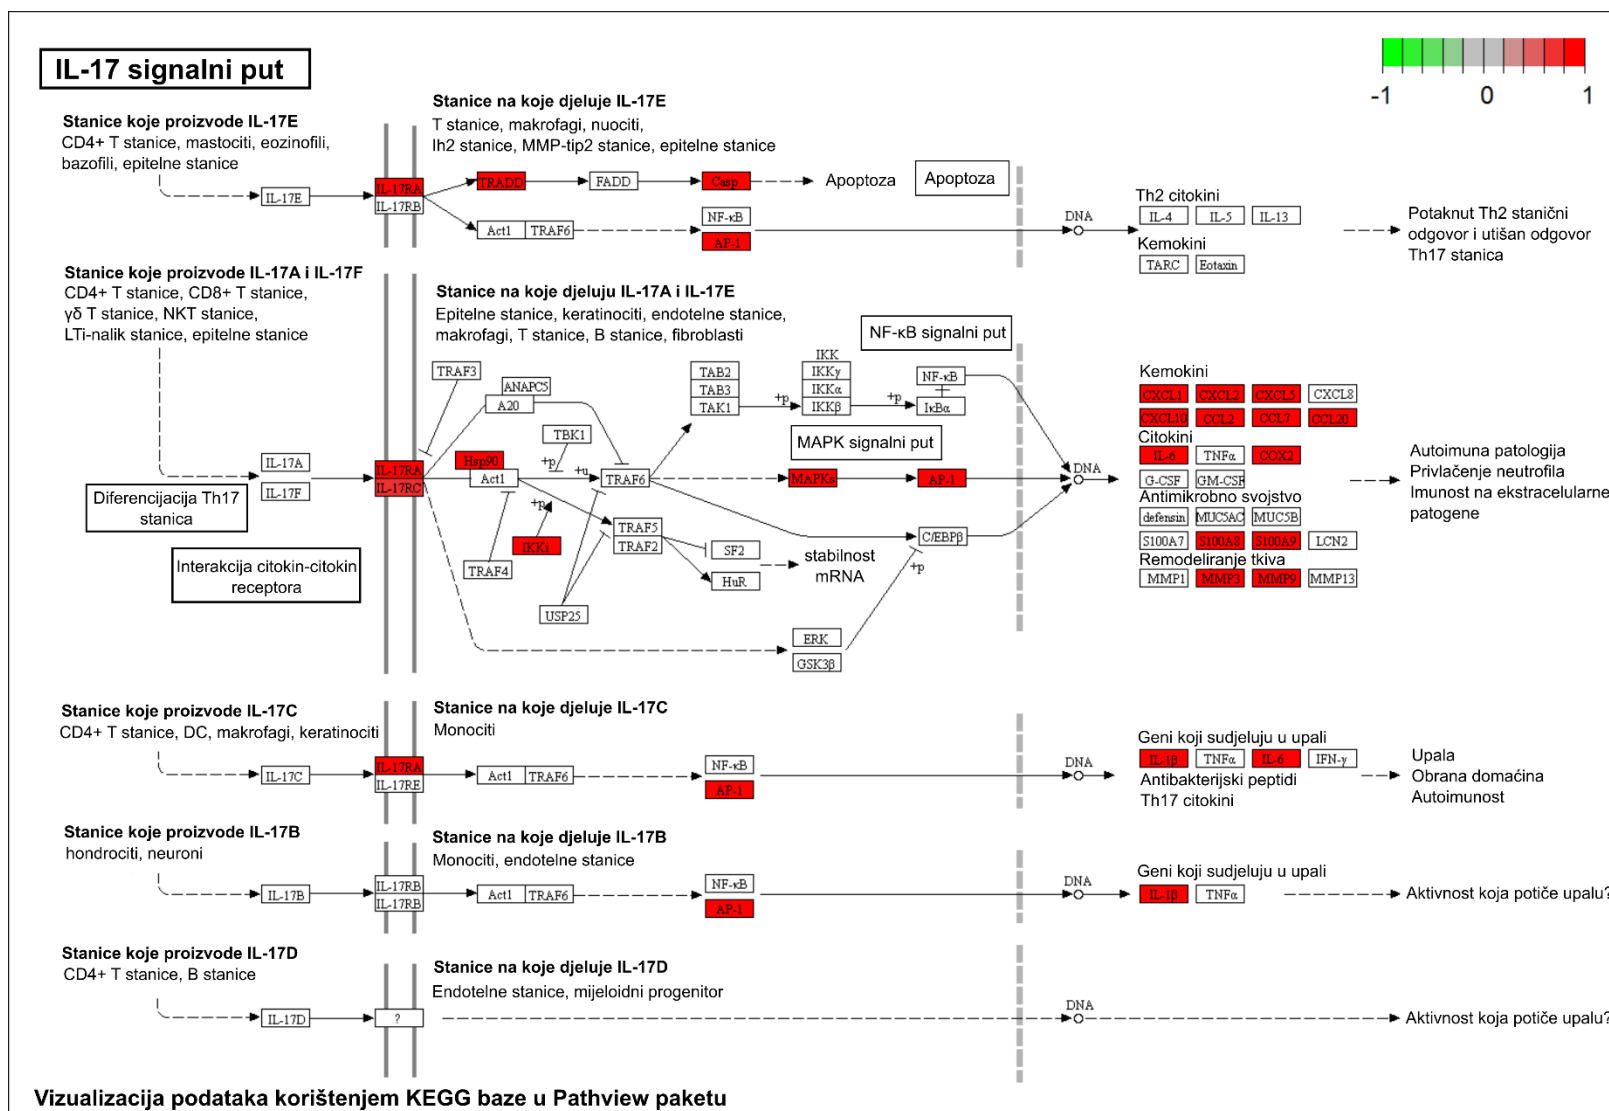 IL-17 signalni put
-1 0 1
Stanice koje proizvode IL-17E
CD4+ T stanice, mastociti, eozinofili,
bazofili, epitelne stanice
Stanice na koje djeluje IL-17E
T stanice, makrofagi, nuociti,
Ih2 stanice, MMP-tip2 stanice, epitelne stanice
IL-17E
IL-17RA
IL-17RB
TRADD
FADD
Casp
Apoptoza
Apoptoza
Act1 TRAF6
NF-κB
AP-1
DNA
Th2 citokini
IL-4 IL-5 IL-13
Kemokini
TARC Eotaxin
Potaknut Th2 stanični
odgovor i utišan odgovor
Th17 stanica
Stanice koje proizvode IL-17A i IL-17F
CD4+ T stanice, CD8+ T stanice,
γδ T stanice, NKT stanice,
LTi-nalik stanice, epitelne stanice
Stanice na koje djeluju IL-17A i IL-17E
Epitelne stanice, keratinociti, endotelne stanice,
makrofagi, T stanice, B stanice, fibroblasti
NF-κB signalni put
IL-17A
IL-17F
Diferencijacija Th17
stanica
Interakcija citokin-citokin
receptora
IL-17RA
IL-17RC
TRAF3
ANAPC5
A20
TBK1
+p
+u
Hsp90
Act1
TRAF6
+p
IKKi
TRAF4
TRAF5
TRAF2
USP25
SF2
HuR
stabilnost
mRNA
TAB2
TAB3
TAK1
+p
IKK
IKKγ
IKKα
IKKβ
+p
NF-κB
IκBα
MAPK signalni put
MAPKs
AP-1
C/EBPβ
+p
ERK
GSK3β
DNA
Kemokini
CXCL1 CXCL2 CXCL5 CXCL8
CXCL10 CCL2 CCL7 CCL20
Citokini
IL-6 TNFα COX2
G-CSF GM-CSF
Antimikrobno svojstvo
defensin MUC5AC MUC5B
S100A7 S100A8 S100A9 LCN2
Remodeliranje tkiva
MMP1 MMP3 MMP9 MMP13
Autoimuna patologija
Privlačenje neutrofila
Imunost na ekstracelularne
patogene
Stanice koje proizvode IL-17C
CD4+ T stanice, DC, makrofagi, keratinociti
Stanice na koje djeluje IL-17C
Monociti
IL-17C
IL-17RA
IL-17RE
Act1 TRAF6
NF-κB
AP-1
DNA
Geni koji sudjeluju u upali
IL-1β TNFα IL-6 IFN-γ
Antibakterijski peptidi
Th17 citokini
Upala
Obrana domaćina
Autoimunost
Stanice koje proizvode IL-17B
hondrociti, neuroni
Stanice na koje djeluje IL-17B
Monociti, endotelne stanice
IL-17B
IL-17RB
IL-17RB
Act1 TRAF6
NF-κB
AP-1
DNA
Geni koji sudjeluju u upali
IL-1β TNFα
Aktivnost koja potiče upalu?
Stanice koje proizvode IL-17D
CD4+ T stanice, B stanice
Stanice na koje djeluje IL-17D
Endotelne stanice, mijeloidni progenitor
IL-17D
?
DNA
Aktivnost koja potiče upalu?
Vizualizacija podataka korištenjem KEGG baze u Pathview paketu